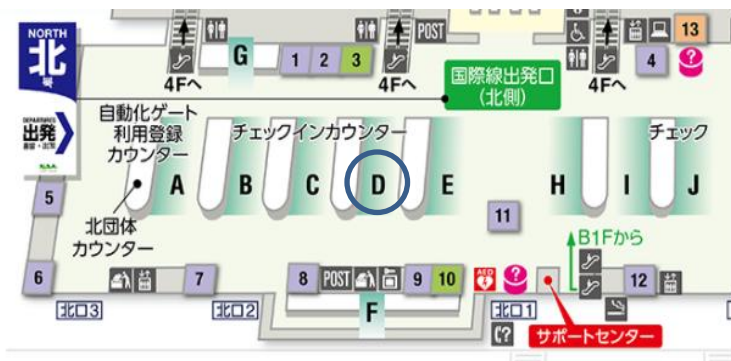 NORTH
北
POST
13
G
1
2
3
4
4Fへ
4Fへ
4Fへ
国際線出発口
(北側)
DEPARTURES
出発
自動化ゲート
利用登録
カウンター
チェックインカウンター
チェック
A
B
C
D
E
H
I
J
5
北団体
カウンター
11
B1Fから
6
7
8
POST
9
10
AED
12
F
北口3
北口2
北口1
サポートセンター